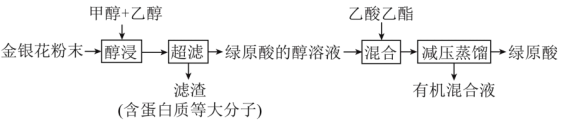 甲醇+乙醇
乙酸乙酯
金银花粉末 醇浸 超滤 绿原酸的醇溶液 混合 减压蒸馏 绿原酸
滤渣
有机混合液
(含蛋白质等大分子)